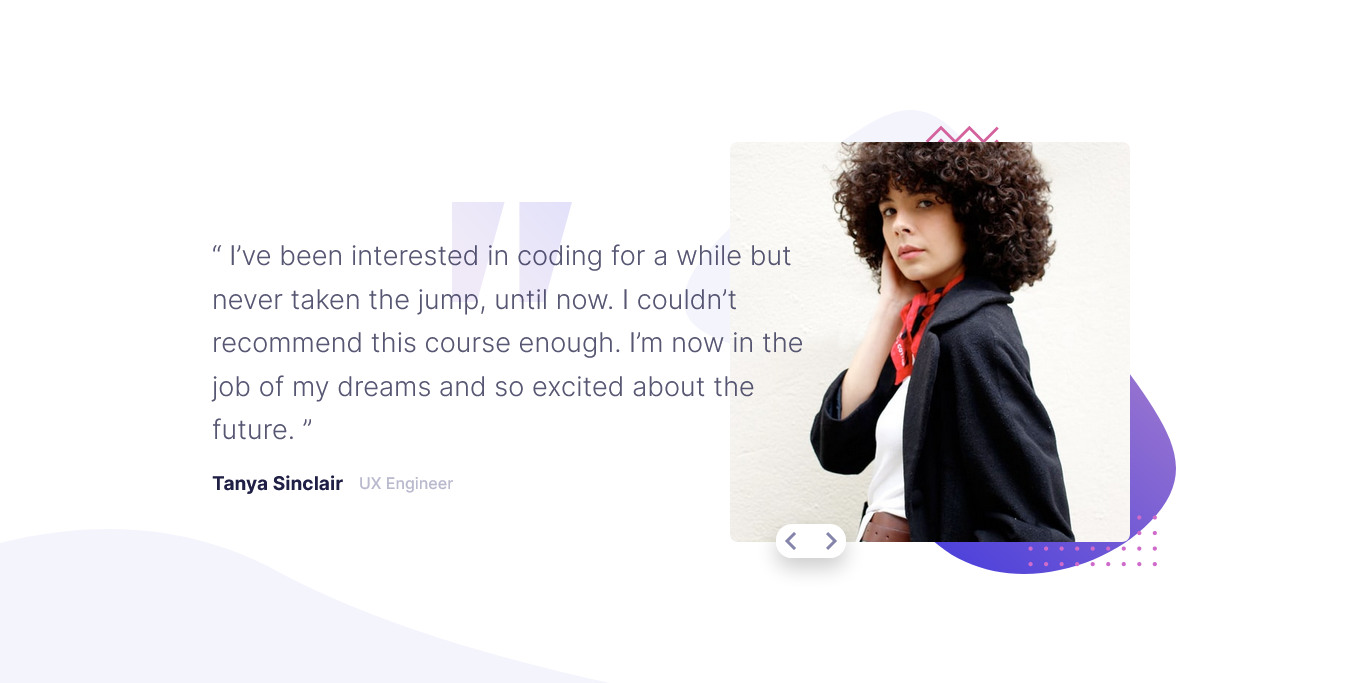 “ I’ve been interested in coding for a while but
never taken the jump, until now. I couldn’t
recommend this course enough. I’m now in the
job of my dreams and so excited about the
future. ”
Tanya Sinclair UX Engineer